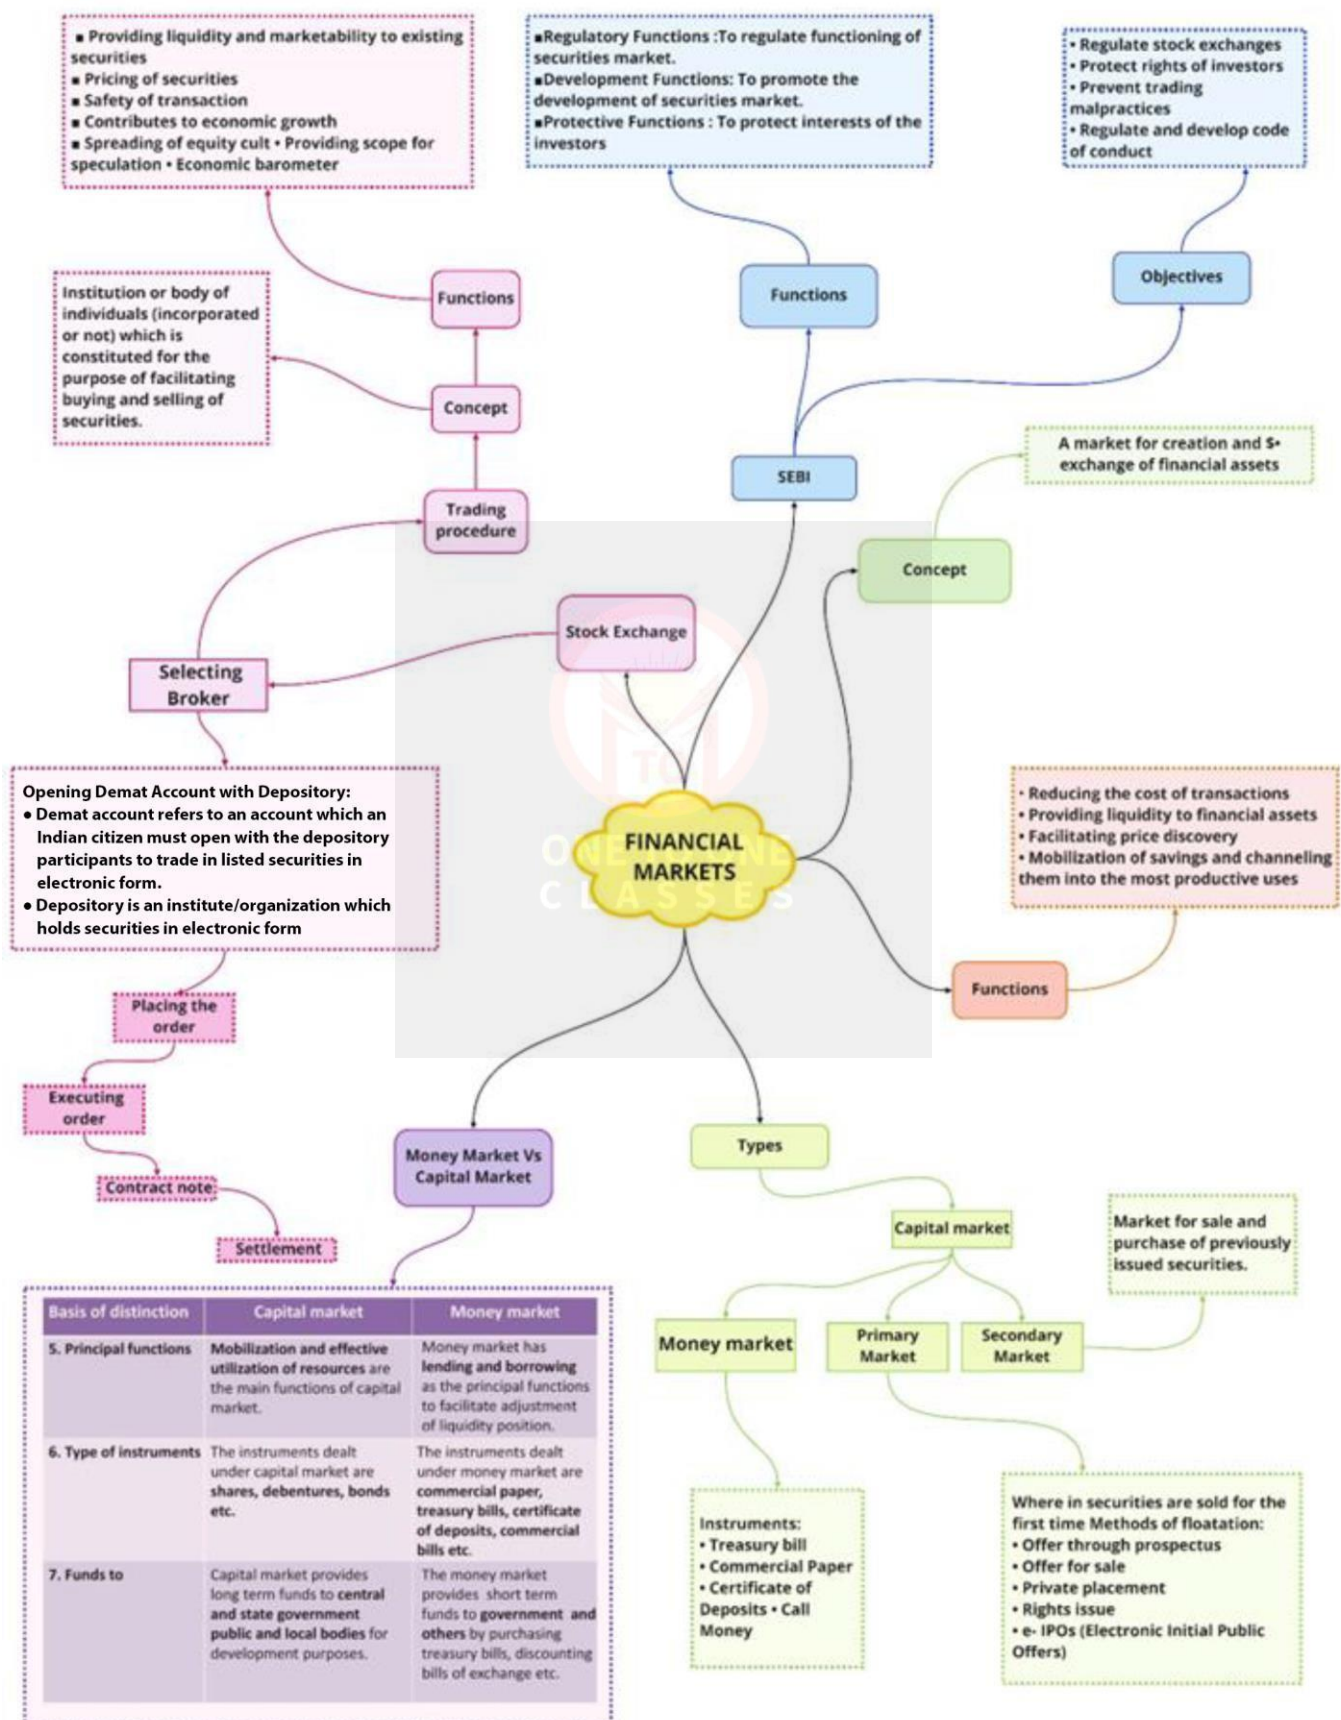 ▪ Providing liquidity and marketability to existing
securities
▪ Pricing of securities
▪ Safety of transaction
▪ Contributes to economic growth
▪ Spreading of equity cult • Providing scope for
speculation • Economic barometer
▪Regulatory Functions :To regulate functioning of
securities market.
▪Development Functions: To promote the
development of securities market.
▪Protective Functions : To protect interests of the
investors
• Regulate stock exchanges
• Protect rights of investors
• Prevent trading
malpractices
• Regulate and develop code
of conduct
Functions
Functions
Objectives
Institution or body of
individuals (incorporated
or not) which is
constituted for the
purpose of facilitating
buying and selling of
securities.
Concept
Trading
procedure
SEBI
A market for creation and $•
exchange of financial assets
Concept
Stock Exchange
Selecting
Broker
Opening Demat Account with Depository:
● Demat account refers to an account which an
Indian citizen must open with the depository
participants to trade in listed securities in
electronic form.
● Depository is an institute/organization which
holds securities in electronic form
FINANCIAL
MARKETS
• Reducing the cost of transactions
• Providing liquidity to financial assets
• Facilitating price discovery
• Mobilization of savings and channeling
them into the most productive uses
Functions
Placing the
order
Executing
order
Contract note
Settlement
Money Market Vs
Capital Market
Types
Capital market
Market for sale and
purchase of previously
issued securities.
Money market
Primary
Market
Secondary
Market
Instruments:
• Treasury bill
• Commercial Paper
• Certificate of
Deposits • Call
Money
Where in securities are sold for the
first time Methods of floatation:
• Offer through prospectus
• Offer for sale
• Private placement
• Rights issue
• e- IPOs (Electronic Initial Public
Offers)
Basis of distinction
Capital market
Money market
5. Principal functions
Mobilization and effective
utilization of resources are
the main functions of capital
market.
Money market has
lending and borrowing
as the principal functions
to facilitate adjustment
of liquidity position.
6. Type of instruments
The instruments dealt
under capital market are
shares, debentures, bonds
etc.
The instruments dealt
under money market are
commercial paper,
treasury bills, certificate
of deposits, commercial
bills etc.
7. Funds to
Capital market provides
long term funds to central
and state government
public and local bodies for
development purposes.
The money market
provides short term
funds to government and
others by purchasing
treasury bills, discounting
bills of exchange etc.
CLASSES